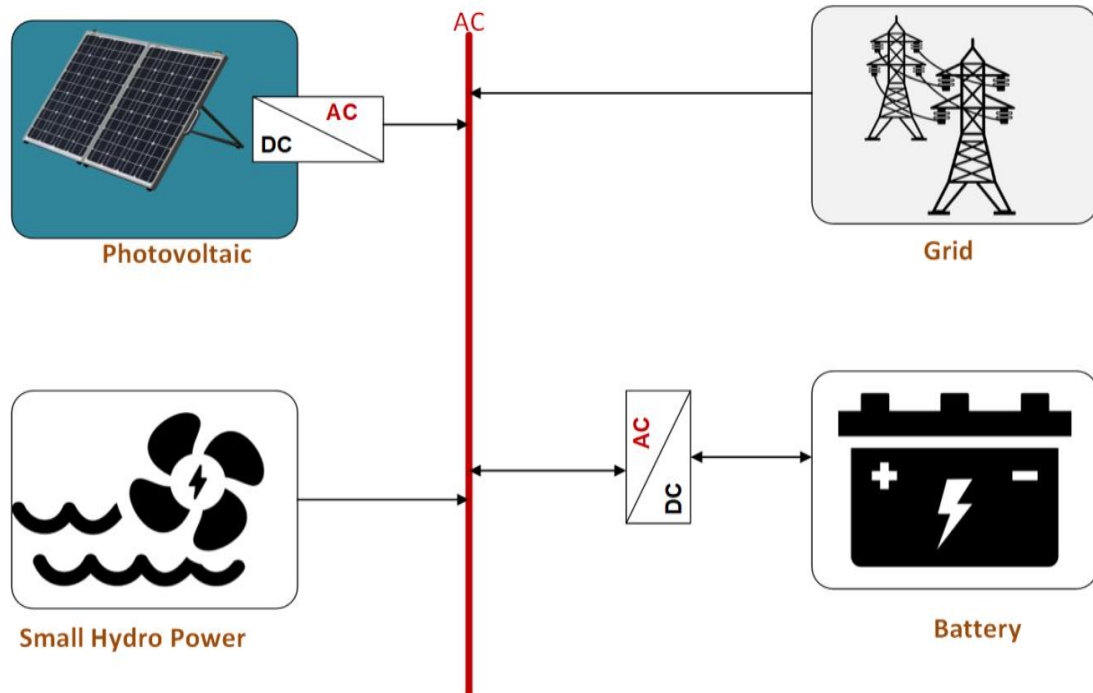 AC
AC
DC
Photovoltaic
Grid
AC
DC
Small Hydro Power
Battery